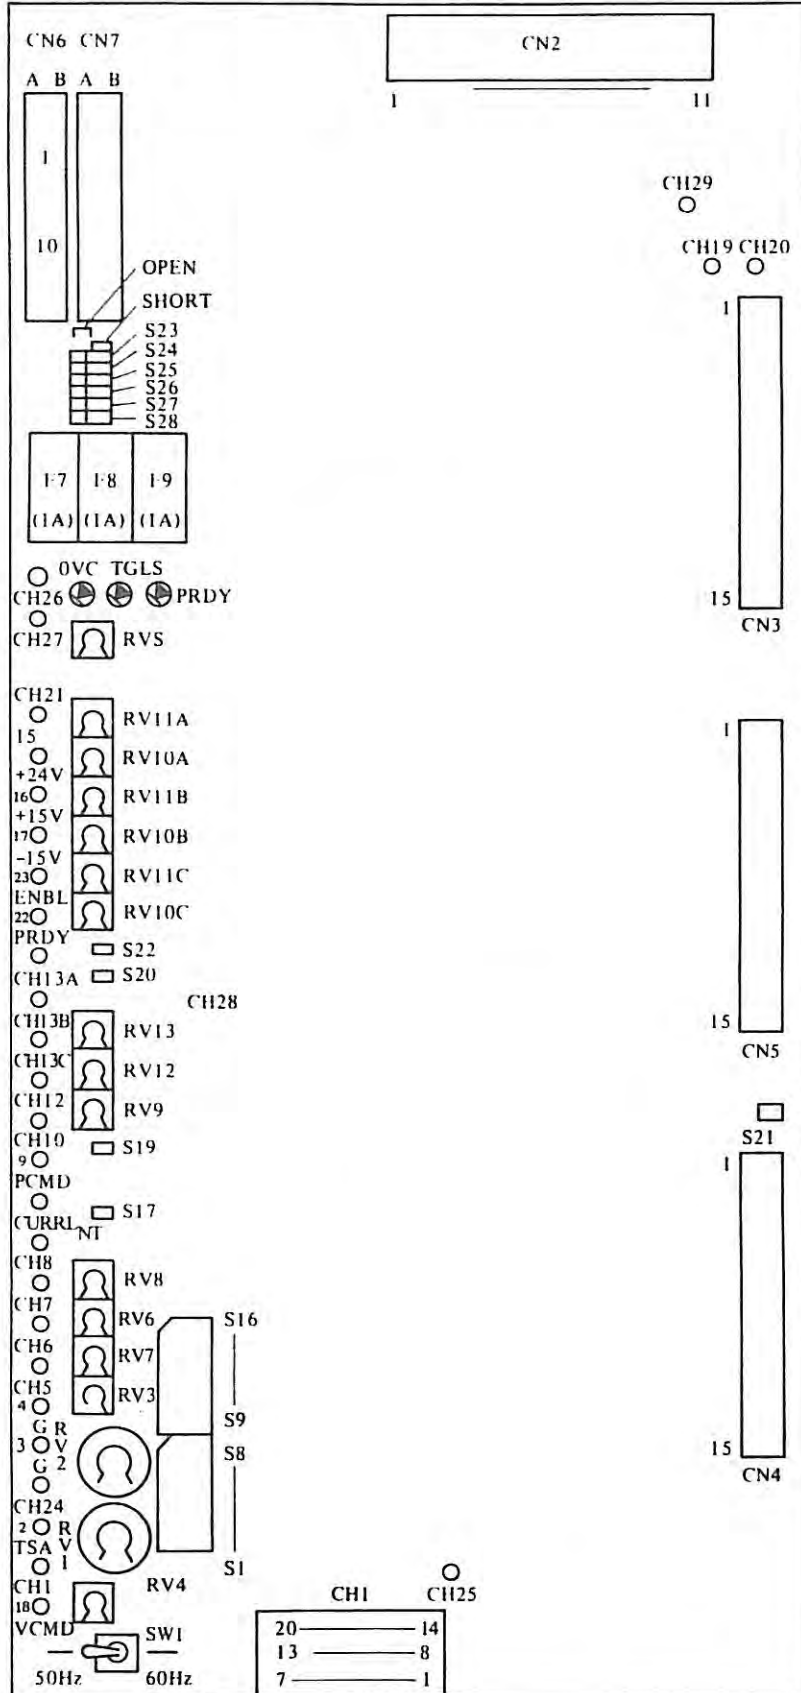 CN6 CN7
CN2
A B A B
1 11
1
10
CH29
CH19 CH20
OPEN
SHORT
S23
S24
S25
S26
S27
S28
1
F7 F8 F9
(1A) (1A) (1A)
OVC TGLS
CH26
PRDY
CH27
RVS
15
CN3
CH21
RV11A
15
RV10A
+24V
16
RV11B
+15V
17
RV10B
-15V
23
RV11C
ENBL
22
RV10C
PRDY
S22
S20
CH13A
CH28
CH13B
RV13
CH13C
RV12
CH12
RV9
CH10
S19
9
PCMD
S17
CURRENT
1
15
CN5
S21
1
CH8
RV8
CH7
RV6
S16
CH6
RV7
CH5
RV3
4
S9
G
3
RV2
S8
G
15
CN4
CH24
2
RV1
TSA
S1
CH1
RV4
18
VCMD
SW1
50Hz 60Hz
CH25
CH1
20 14
13 8
7 1